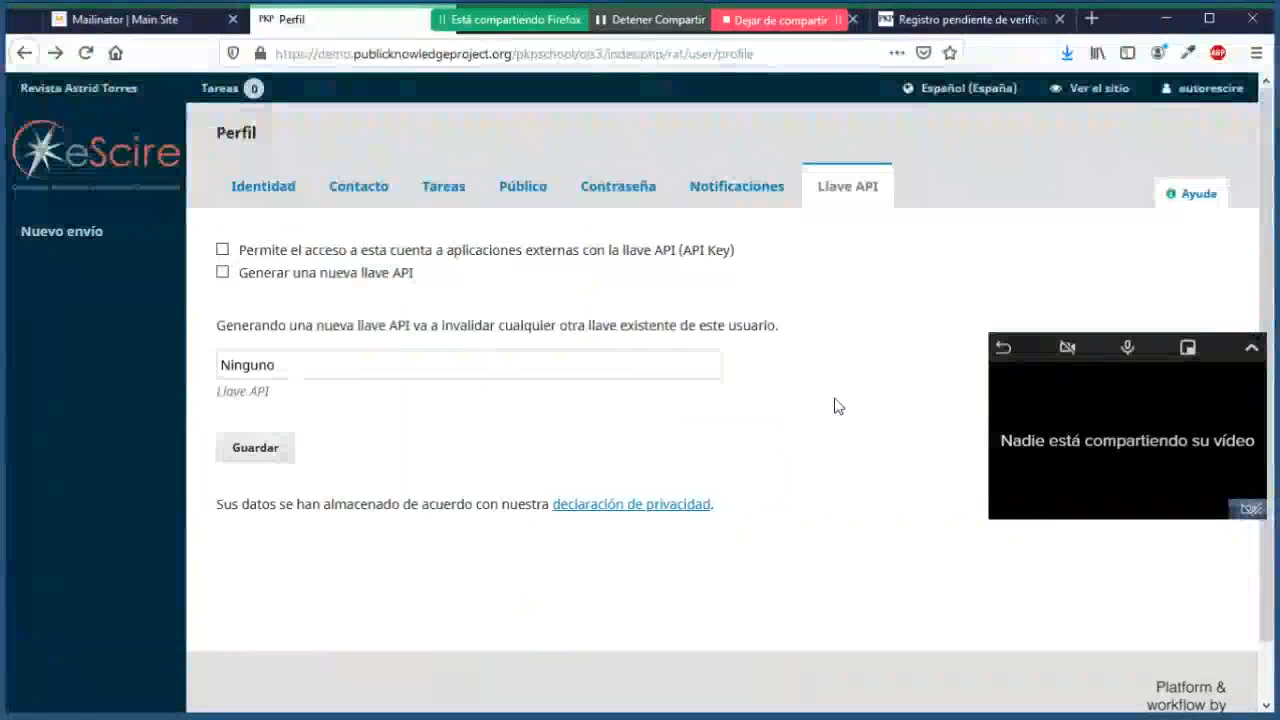 Mailinator | Main Site
PKP Perfil
Está compartiendo Firefox
Detener Compartir
Dejar de compartir
PKP Registro pendiente de verifica
https://demo.publicknowledgeproject.org/pkpschool/ojs3/index.php/rat/user/profile
ABP
Revista Astrid Torres
Tareas 0
Español (España)
Ver el sitio
autorescire
eScire
Perfil
Identidad
Contacto
Tareas
Público
Contraseña
Notificaciones
Llave API
Ayuda
Nuevo envío
Permite el acceso a esta cuenta a aplicaciones externas con la llave API (API Key)
Generar una nueva llave API
Generando una nueva llave API va a invalidar cualquier otra llave existente de este usuario.
Ninguno
Llave API
Nadie está compartiendo su vídeo
Guardar
Sus datos se han almacenado de acuerdo con nuestra declaración de privacidad.
Platform &
workflow by